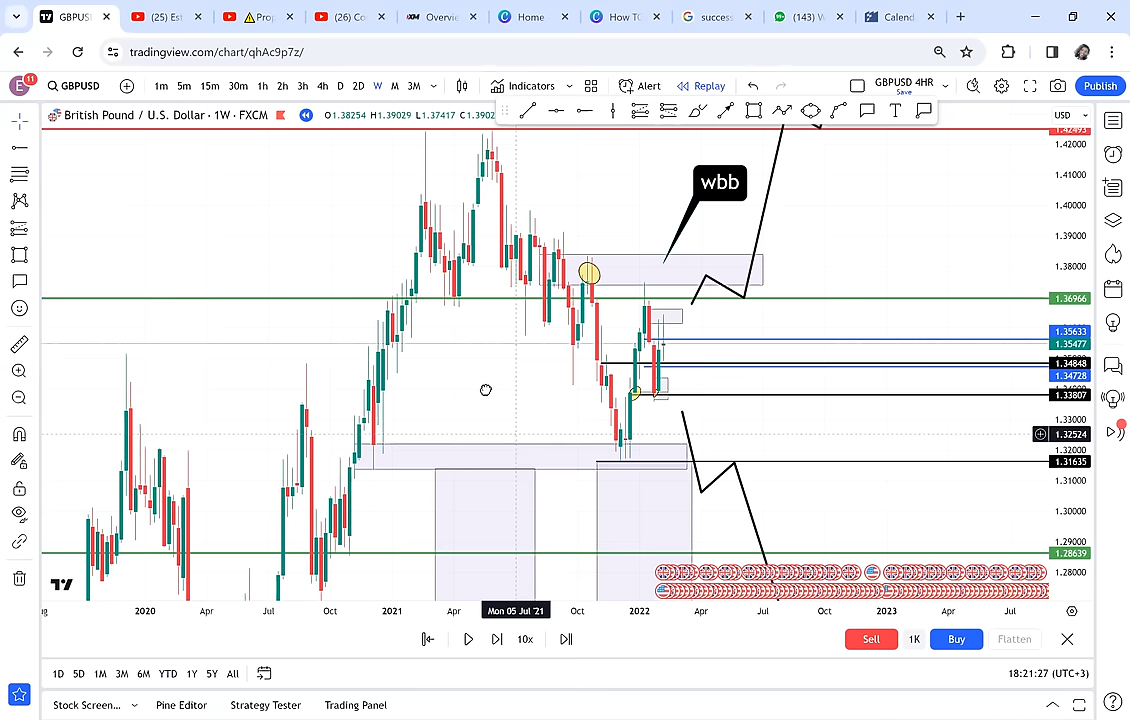 GBPUS
(25) Est
Prop
(26) Co
XM
Overvie
Home -
How TO
success
(143) W
Calend
tradingview.com/chart/qhAc9p7z/
E
11
GBPUSD
1m 5m 15m 30m 1h 2h 3h 4h D 2D W M 3M
Indicators
Alert
Replay
GBPUSD 4HR
Save
Publish
British Pound / U.S. Dollar · 1W · FXCM
O1.38254 H1.39029 L1.37417
USD
1.42493
1.42000
1.41000
1.40000
1.39000
1.38000
1.36966
1.35633
1.35477
1.34848
1.34728
1.33807
1.33000
1.32524
1.32000
1.31635
1.31000
1.30000
1.29000
1.28639
1.28000
wbb
2020 Apr Jul Oct 2021 Apr Mon 05 Jul '21 Oct 2022 Apr Jul Oct 2023 Apr Jul
10x
Sell 1K Buy Flatten
1D 5D 1M 3M 6M YTD 1Y 5Y All
18:21:27 (UTC+3)
Stock Screen... Pine Editor Strategy Tester Trading Panel